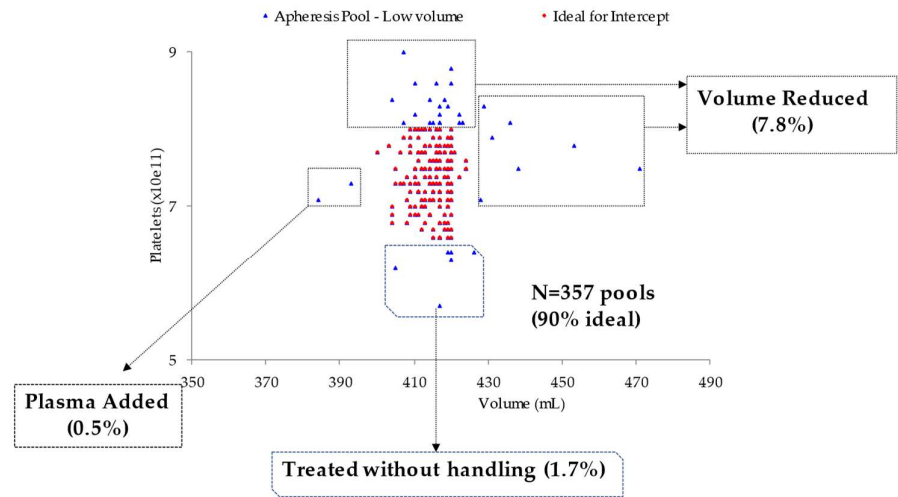 Apheresis Pool - Low volume
Ideal for Intercept
9
7
5
Platelets (x10e11)
350
370
390
410
430
450
470
490
Volume (mL)
Volume Reduced
(7.8%)
N=357 pools
(90% ideal)
Plasma Added
(0.5%)
Treated without handling (1.7%)